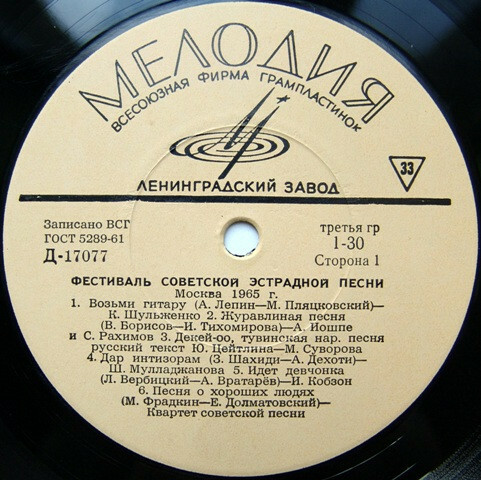 МЕЛОДИЯ
ВСЕСОЮЗНАЯ ФИРМА ГРАМПЛАСТИНОК
ЛЕНИНГРАДСКИЙ ЗАВОД
33
Записано ВСГ
ГОСТ 5289-61
Д-17077
третья гр
1-30
Сторона 1
ФЕСТИВАЛЬ СОВЕТСКОЙ ЭСТРАДНОЙ ПЕСНИ
Москва 1965 г.
1. Возьми гитару (А. Лепин—М. Пляцковский)—
К. Шульженко 2. Журавлиная песня
(В. Борисов—И. Тихомирова)—А. Иошпе
и С. Рахимов 3. Декей-оо, тувинская нар. песня
русский текст Ю. Цейтлина—М. Суворова
4. Дар интизорам (З. Шахиди—А. Дехоти)—
Ш. Мулладжанова 5. Идет девчонка
(Л. Вербицкий—А. Вратарёв)—И. Кобзон
6. Песня о хороших людях
(М. Фрадкин—Е. Долматовский)—
Квартет советской песни